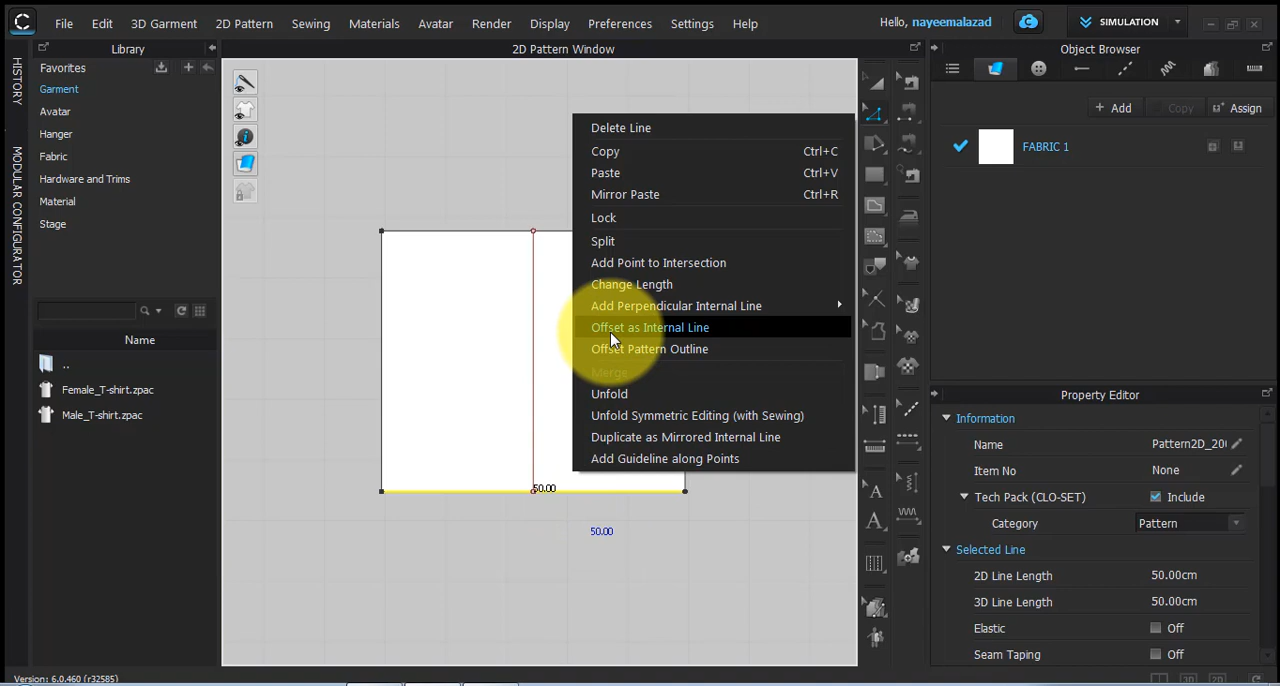 File Edit 3D Garment 2D Pattern Sewing Materials Avatar Render Display Preferences Settings Help Hello, nayeemalazad SIMULATION
Library
2D Pattern Window
Object Browser
HISTORY
MODULAR CONFIGURATOR
Favorites
Garment
Avatar
Hanger
Fabric
Hardware and Trims
Material
Stage
Name
..
Female_T-shirt.zpac
Male_T-shirt.zpac
Delete Line
Copy Ctrl+C
Paste Ctrl+V
Mirror Paste Ctrl+R
Lock
Split
Add Point to Intersection
Change Length
Add Perpendicular Internal Line
Offset as Internal Line
Offset Pattern Outline
Merge
Unfold
Unfold Symmetric Editing (with Sewing)
Duplicate as Mirrored Internal Line
Add Guideline along Points
50.00
50.00
+ Add Copy Assign
FABRIC 1
Property Editor
Information
Name Pattern2D_20
Item No None
Tech Pack (CLO-SET) Include
Category Pattern
Selected Line
2D Line Length 50.00cm
3D Line Length 50.00cm
Elastic Off
Seam Taping Off
Version: 6.0.460 (r32585)
3D 2D